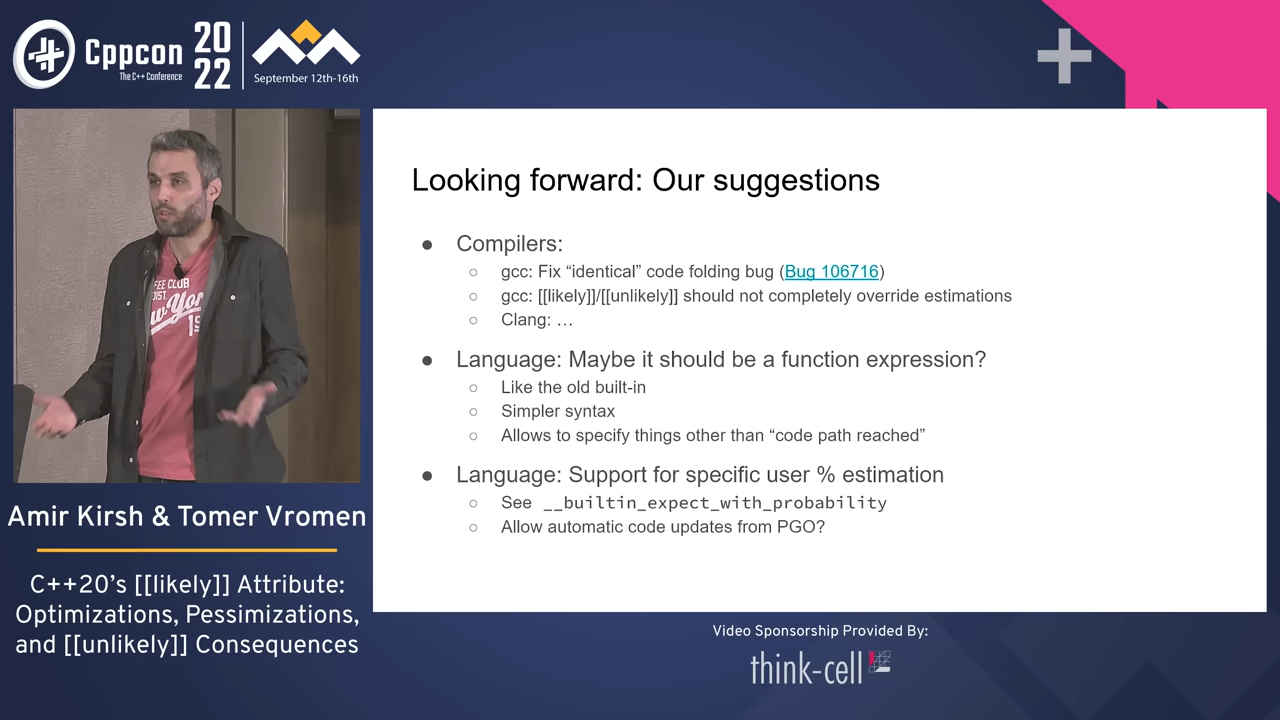 Cppcon
The C++ Conference
20
22
September 12th-16th
Looking forward: Our suggestions
● Compilers:
○ gcc: Fix “identical” code folding bug (Bug 106716)
○ gcc: [[likely]]/[[unlikely]] should not completely override estimations
○ Clang: …
● Language: Maybe it should be a function expression?
○ Like the old built-in
○ Simpler syntax
○ Allows to specify things other than “code path reached”
● Language: Support for specific user % estimation
○ See __builtin_expect_with_probability
○ Allow automatic code updates from PGO?
Amir Kirsh & Tomer Vromen
C++20’s [[likely]] Attribute:
Optimizations, Pessimizations,
and [[unlikely]] Consequences
Video Sponsorship Provided By:
think-cell